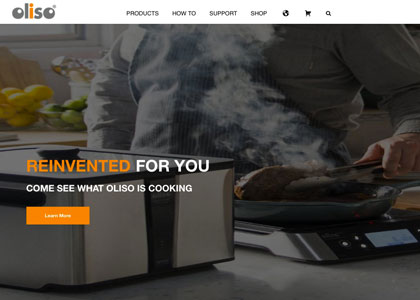 oliso®
PRODUCTS HOW TO SUPPORT SHOP
REINVENTED FOR YOU
COME SEE WHAT OLISO IS COOKING
Learn More